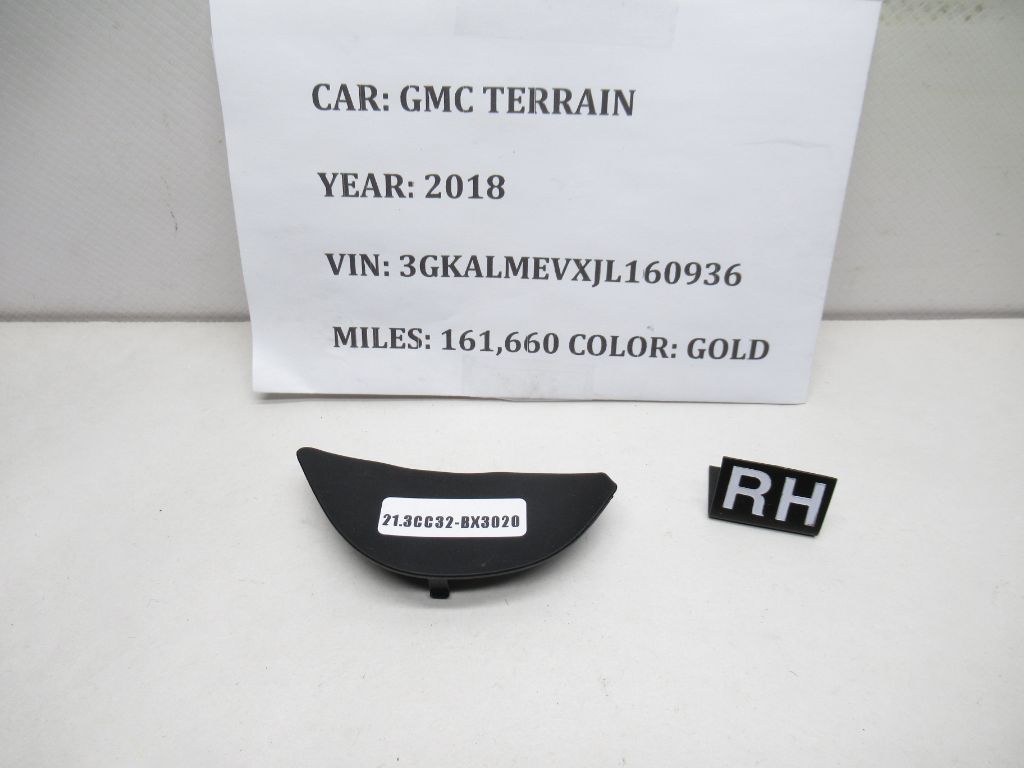 CAR: GMC TERRAIN
YEAR: 2018
VIN: 3GKALMEVXJL160936
MILES: 161,660 COLOR: GOLD
21.3CC32-BX3020
RH